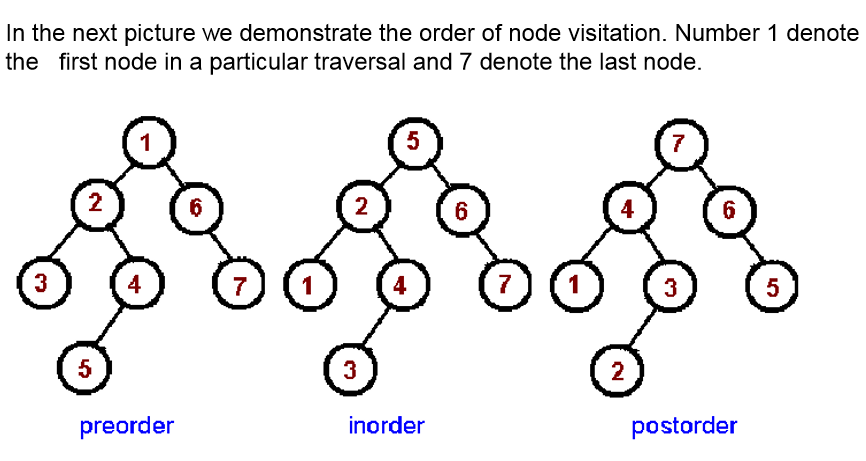 In the next picture we demonstrate the order of node visitation. Number 1 denote
the first node in a particular traversal and 7 denote the last node.
1
2 6
3 4 7
5
preorder
5
2 6
1 4 7
3
inorder
7
4 6
1 3 5
2
postorder